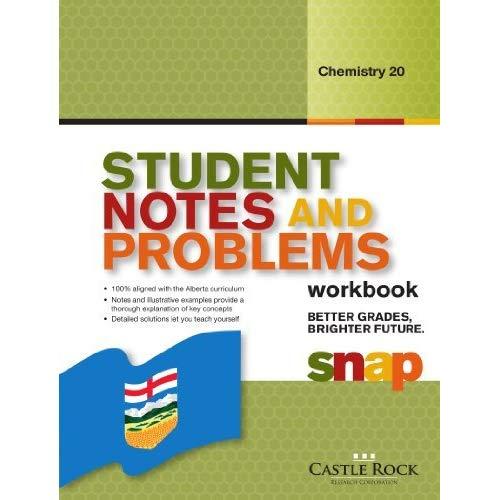 Chemistry 20
STUDENT
NOTES AND
PROBLEMS
workbook
• 100% aligned with the Alberta curriculum
• Notes and illustrative examples provide a
thorough explanation of key concepts
• Detailed solutions let you teach yourself
BETTER GRADES,
BRIGHTER FUTURE.
snap
CASTLE ROCK
RESEARCH CORPORATION